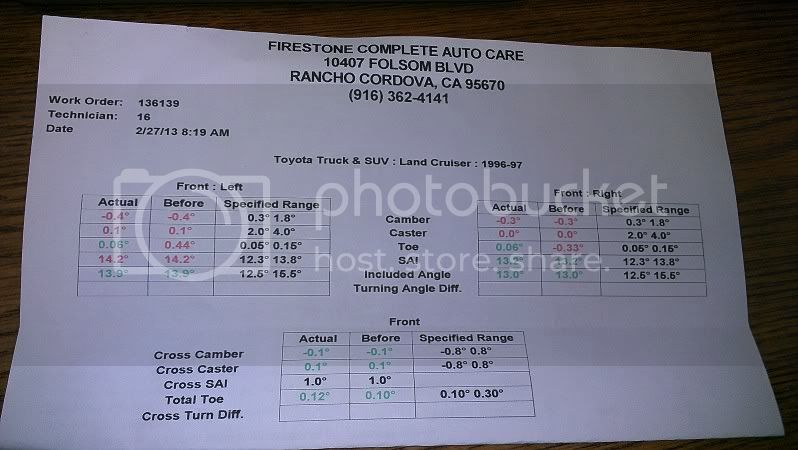 FIRESTONE COMPLETE AUTO CARE
10407 FOLSOM BLVD
RANCHO CORDOVA, CA 95670
(916) 362-4141
Work Order: 136139
Technician: 16
Date 2/27/13 8:19 AM
Toyota Truck & SUV : Land Cruiser : 1996-97
Front : Left
Front : Right
Actual Before Specified Range
Actual Before Specified Range
-0.4° -0.4° 0.3° 1.8° Camber -0.3° -0.3° 0.3° 1.8°
0.1° 0.1° 2.0° 4.0° Caster 0.0° 0.0° 2.0° 4.0°
0.06° 0.44° 0.05° 0.15° Toe 0.06° -0.33° 0.05° 0.15°
14.2° 14.2° 12.3° 13.8° SAI 13.2° 13.2° 12.3° 13.8°
13.9° 13.9° 12.5° 15.5° Included Angle 13.0° 13.0° 12.5° 15.5°
Turning Angle Diff.
Front
Actual Before Specified Range
Cross Camber -0.1° -0.1° -0.8° 0.8°
Cross Caster 0.1° 0.1° -0.8° 0.8°
Cross SAI 1.0° 1.0°
Total Toe 0.12° 0.10° 0.10° 0.30°
Cross Turn Diff.
photobucket
host. store. share.